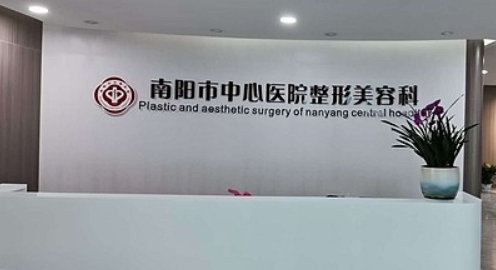 南阳市中心医院整形美容科
Plastic and aesthetic surgery of nanyang central hospital